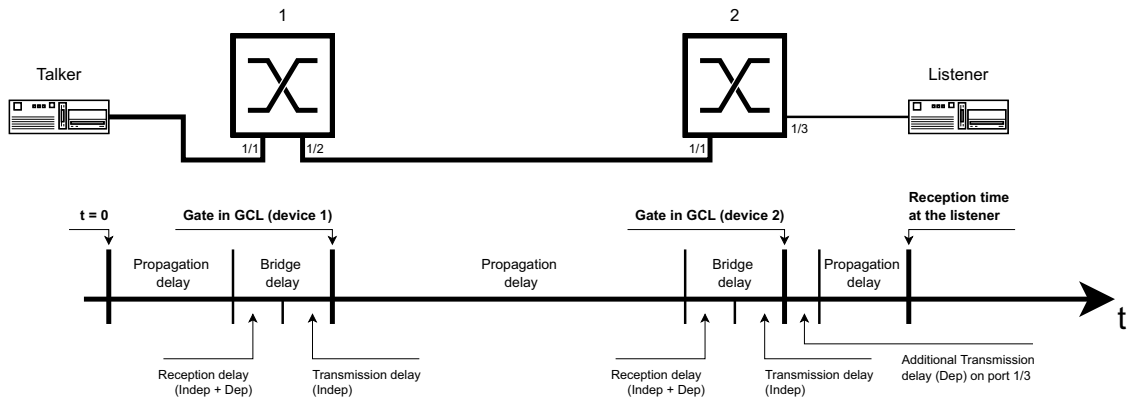 1
2
Talker
Listener
1/1
1/2
1/1
1/3
t = 0
Gate in GCL (device 1)
Gate in GCL (device 2)
Reception time
at the listener
Propagation
delay
Bridge
delay
Propagation
delay
Bridge
delay
Propagation
delay
t
Reception delay
(Indep + Dep)
Transmission delay
(Indep)
Reception delay
(Indep + Dep)
Transmission delay
(Indep)
Additional Transmission
delay (Dep) on port 1/3